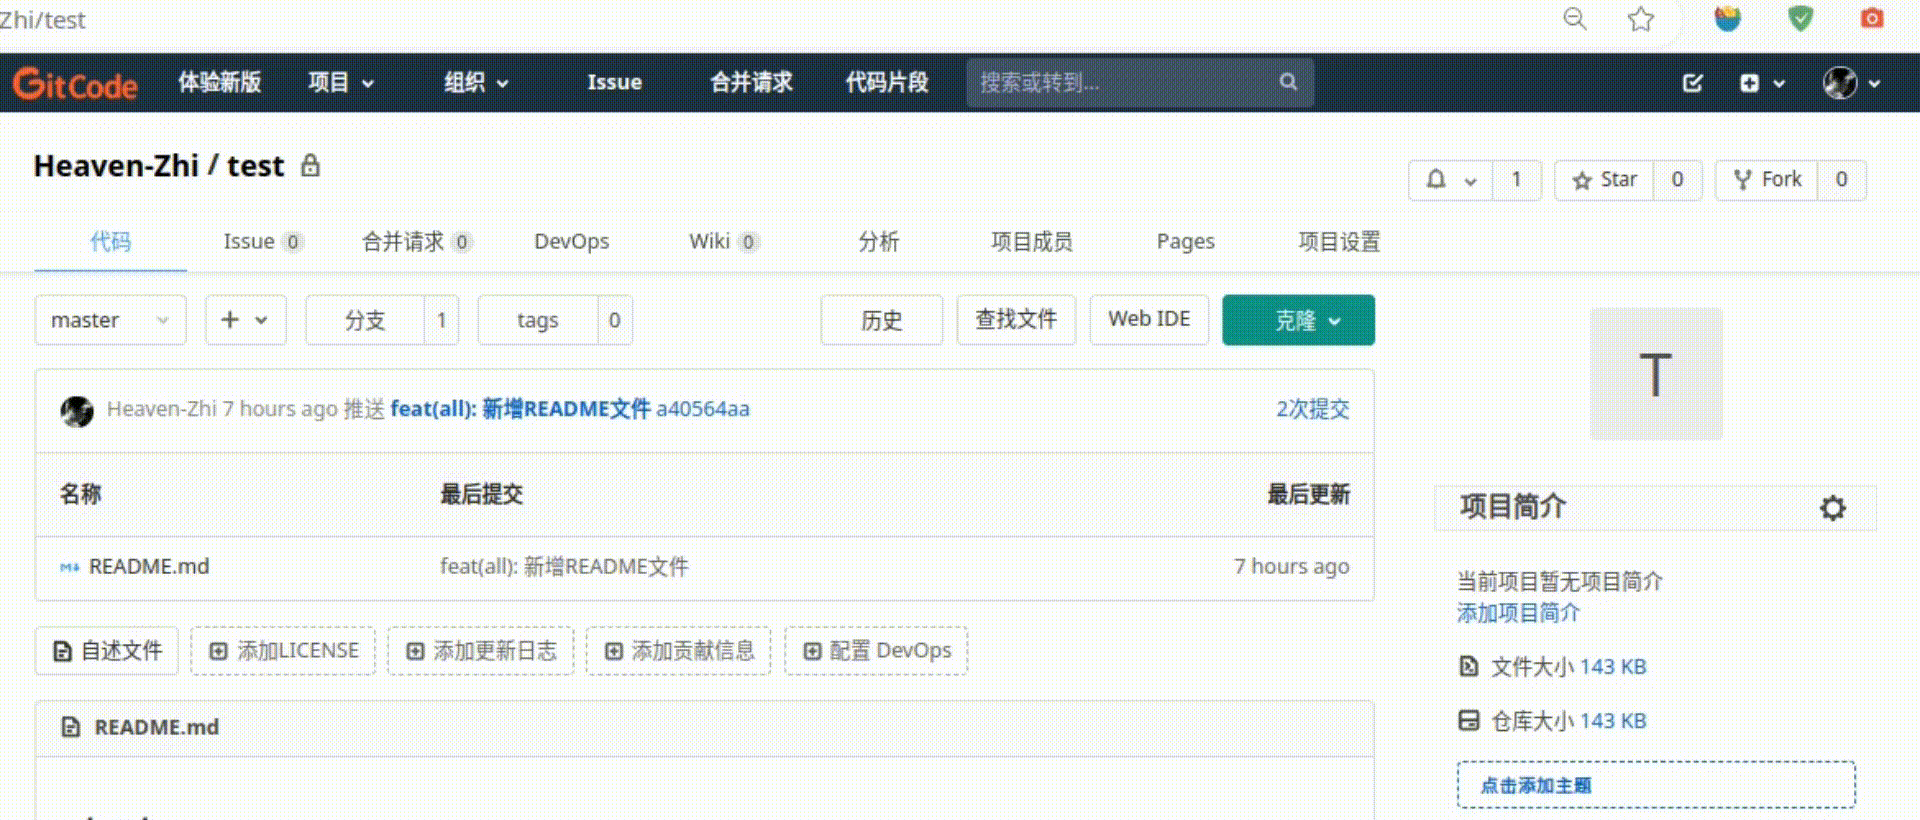 Zhi/test
GitCode 体验新版 项目 组织 Issue 合并请求 代码片段 搜索或转到...
Heaven-Zhi / test
1 Star 0 Fork 0
代码 Issue 0 合并请求 0 DevOps Wiki 0 分析 项目成员 Pages 项目设置
master 分支 1 tags 0 历史 查找文件 Web IDE 克隆
T
Heaven-Zhi 7 hours ago 推送 feat(all): 新增README文件 a40564aa 2次提交
名称 最后提交 最后更新
README.md feat(all): 新增README文件 7 hours ago
项目简介
当前项目暂无项目简介
添加项目简介
自述文件 添加LICENSE 添加更新日志 添加贡献信息 配置 DevOps
文件大小 143 KB
仓库大小 143 KB
README.md
点击添加主题